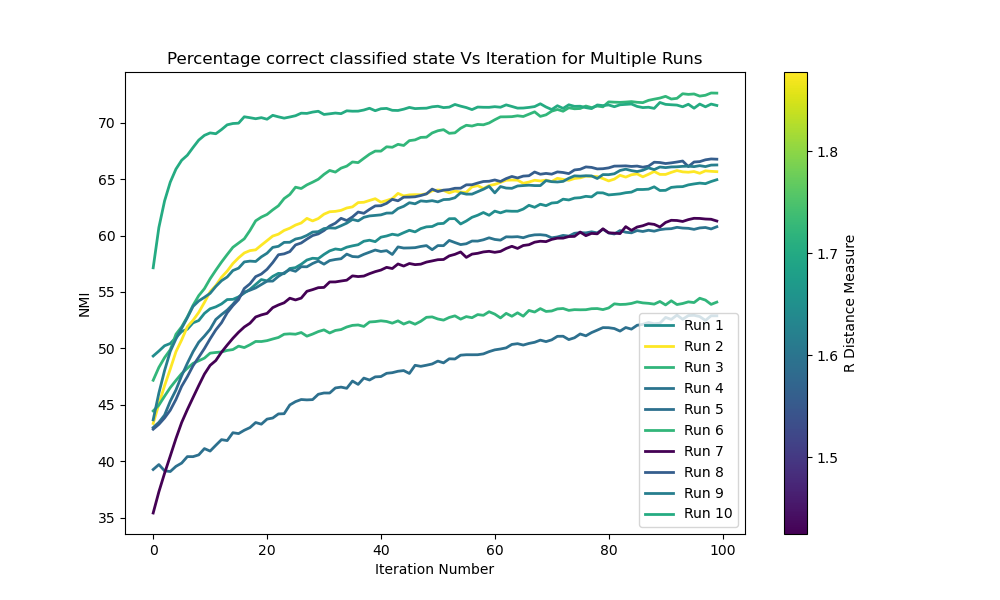 Percentage correct classified state Vs Iteration for Multiple Runs
NMI
70
65
60
55
50
45
40
35
0
20
40
60
80
100
Iteration Number
Run 1
Run 2
Run 3
Run 4
Run 5
Run 6
Run 7
Run 8
Run 9
Run 10
1.8
1.7
1.6
1.5
R Distance Measure